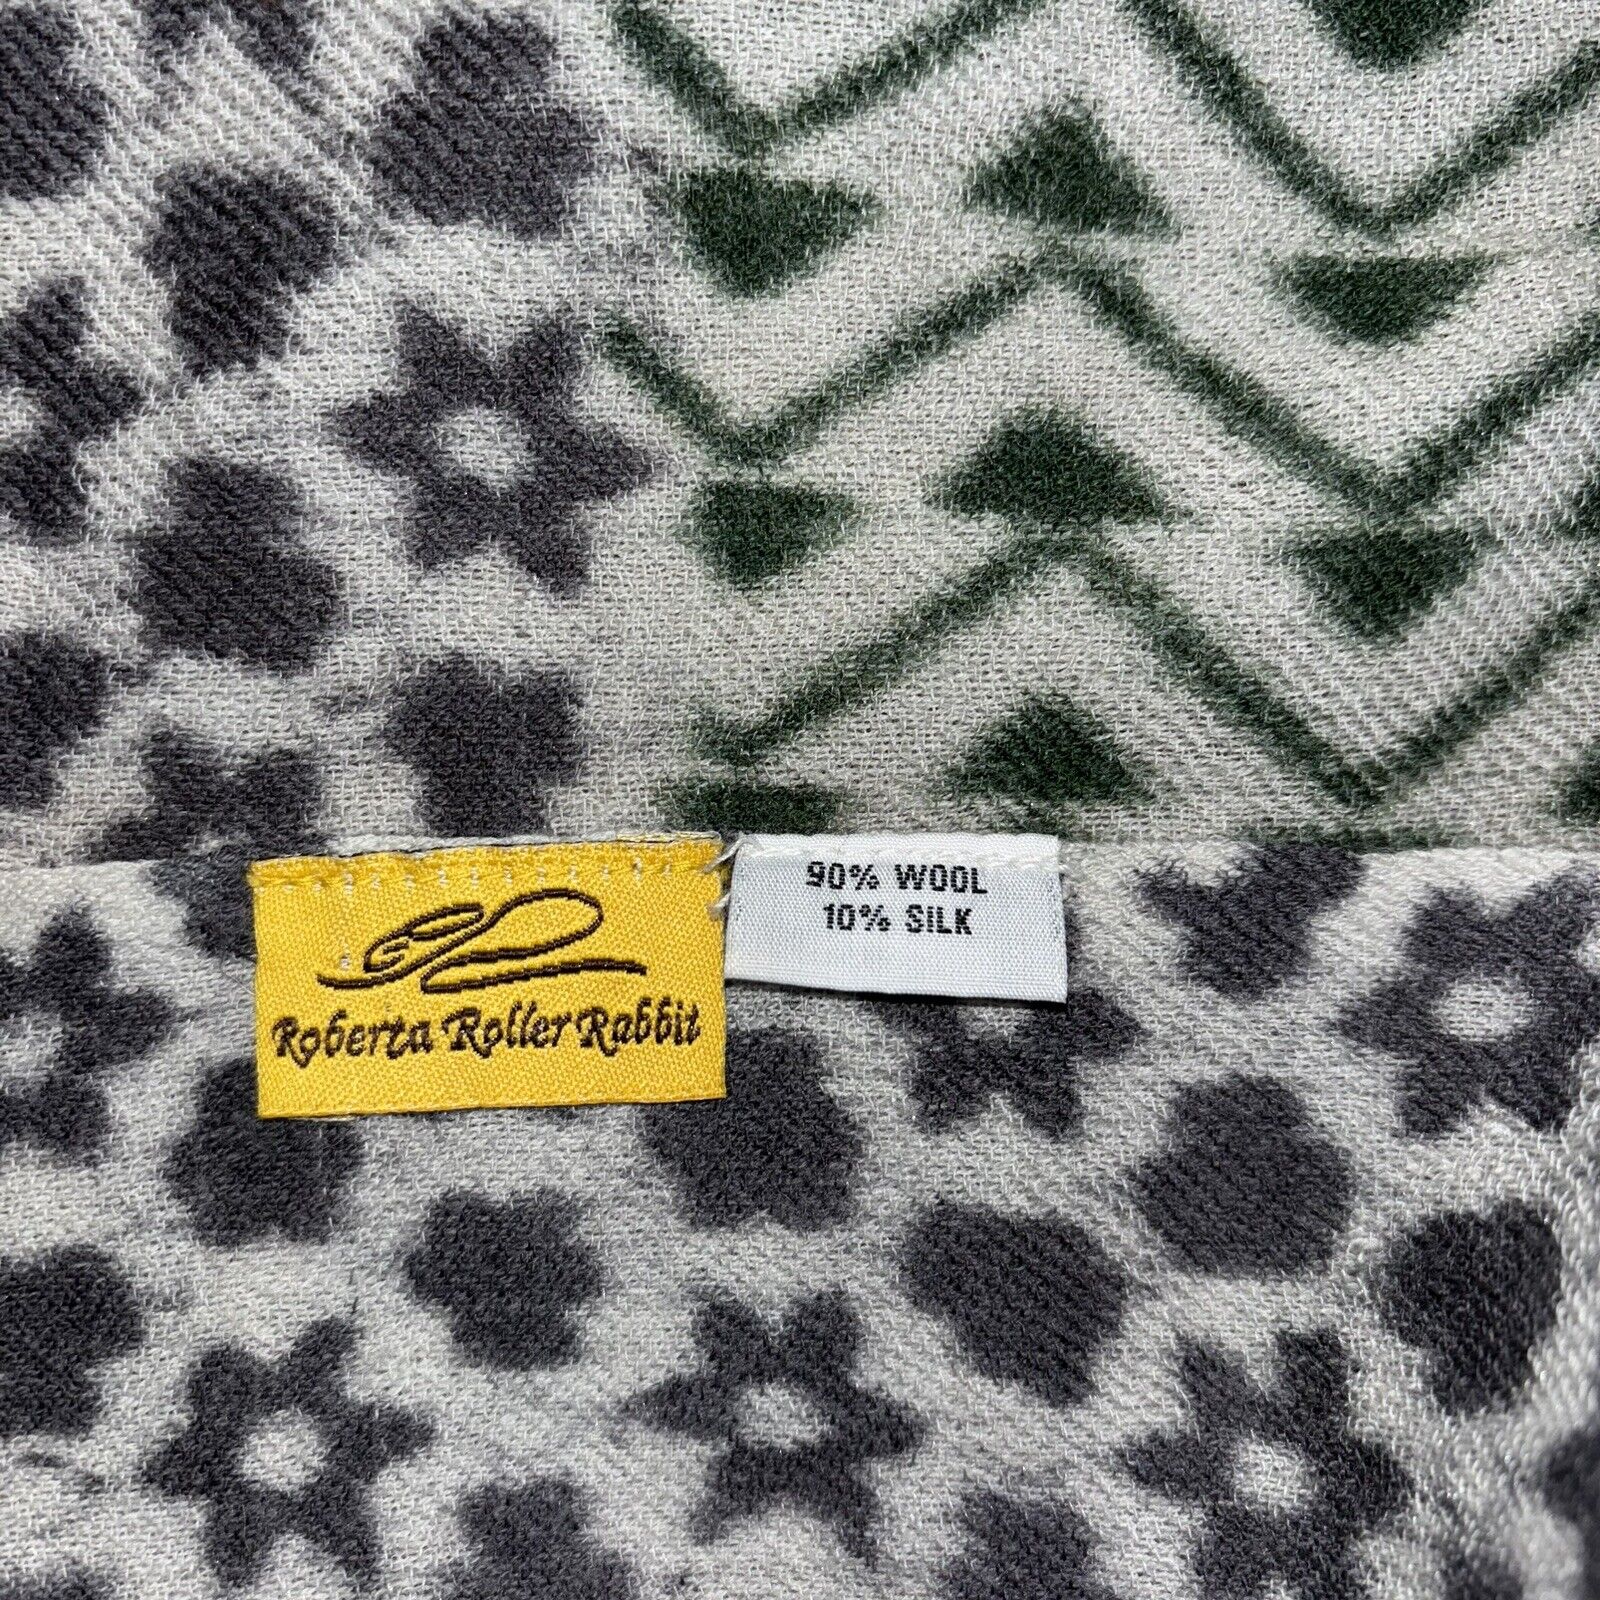 Roberta Roller Rabbit
90% WOOL
10% SILK